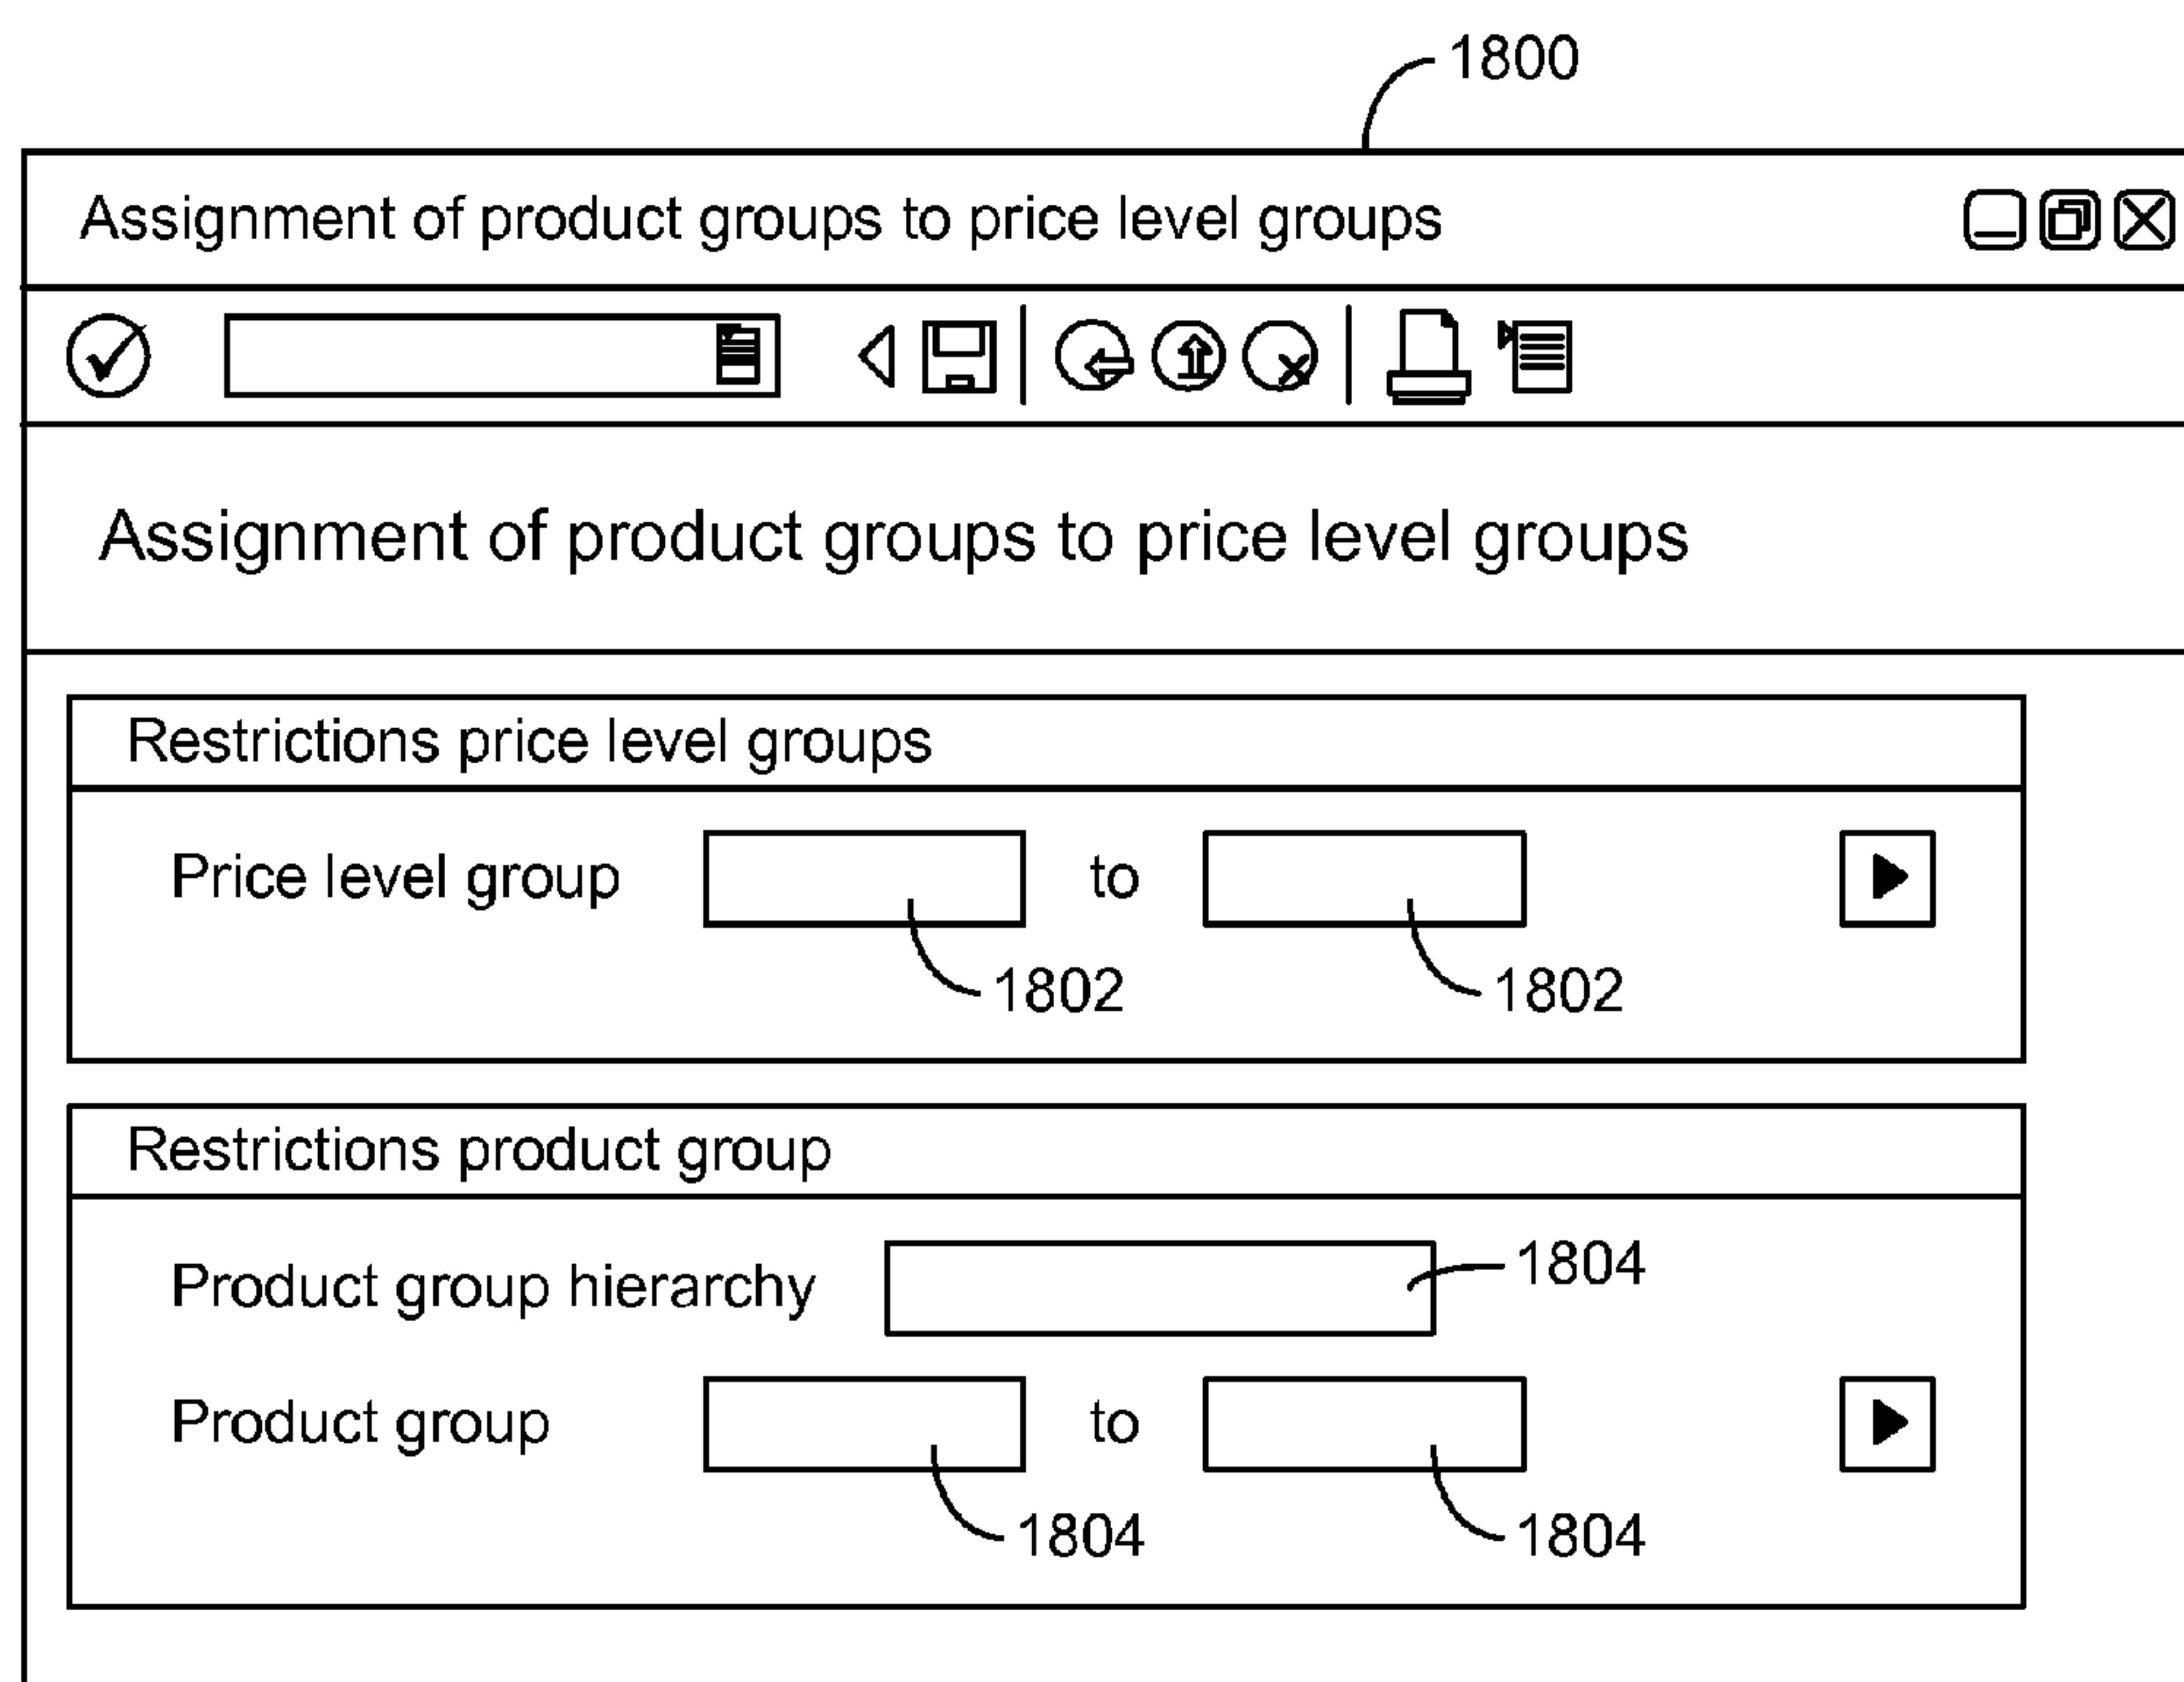 1800
Assignment of product groups to price level groups
Assignment of product groups to price level groups
Restrictions price level groups
Price level group to
1802 1802
Restrictions product group
Product group hierarchy 1804
Product group to
1804 1804